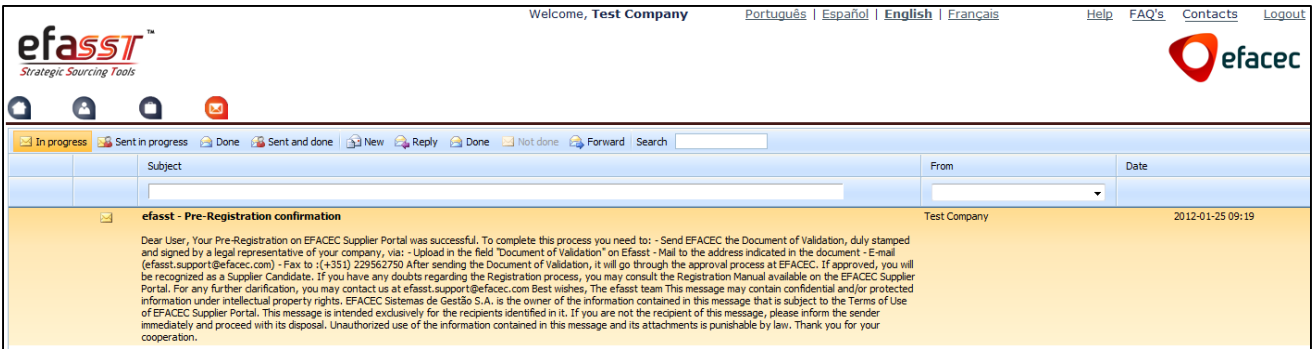 Welcome, Test Company Português | Español | English | Français Help FAQ's Contacts Logout
efasst™
Strategic Sourcing Tools
efacec
In progress Sent in progress Done Sent and done New Reply Done Not done Forward Search
Subject From Date
efasst - Pre-Registration confirmation Test Company 2012-01-25 09:19
Dear User, Your Pre-Registration on EFACEC Supplier Portal was successful. To complete this process you need to: - Send EFACEC the Document of Validation, duly stamped
and signed by a legal representative of your company, via: - Upload in the field "Document of Validation" on Efasst - Mail to the address indicated in the document - E-mail
(efasst.support@efacec.com) - Fax to :(+351) 229562750 After sending the Document of Validation, it will go through the approval process at EFACEC. If approved, you will
be recognized as a Supplier Candidate. If you have any doubts regarding the Registration process, you may consult the Registration Manual available on the EFACEC Supplier
Portal. For any further clarification, you may contact us at efasst.support@efacec.com Best wishes, The efasst team This message may contain confidential and/or protected
information under intellectual property rights. EFACEC Sistemas de Gestão S.A. is the owner of the information contained in this message that is subject to the Terms of Use
of EFACEC Supplier Portal. This message is intended exclusively for the recipients identified in it. If you are not the recipient of this message, please inform the sender
immediately and proceed with its disposal. Unauthorized use of the information contained in this message and its attachments is punishable by law. Thank you for your
cooperation.